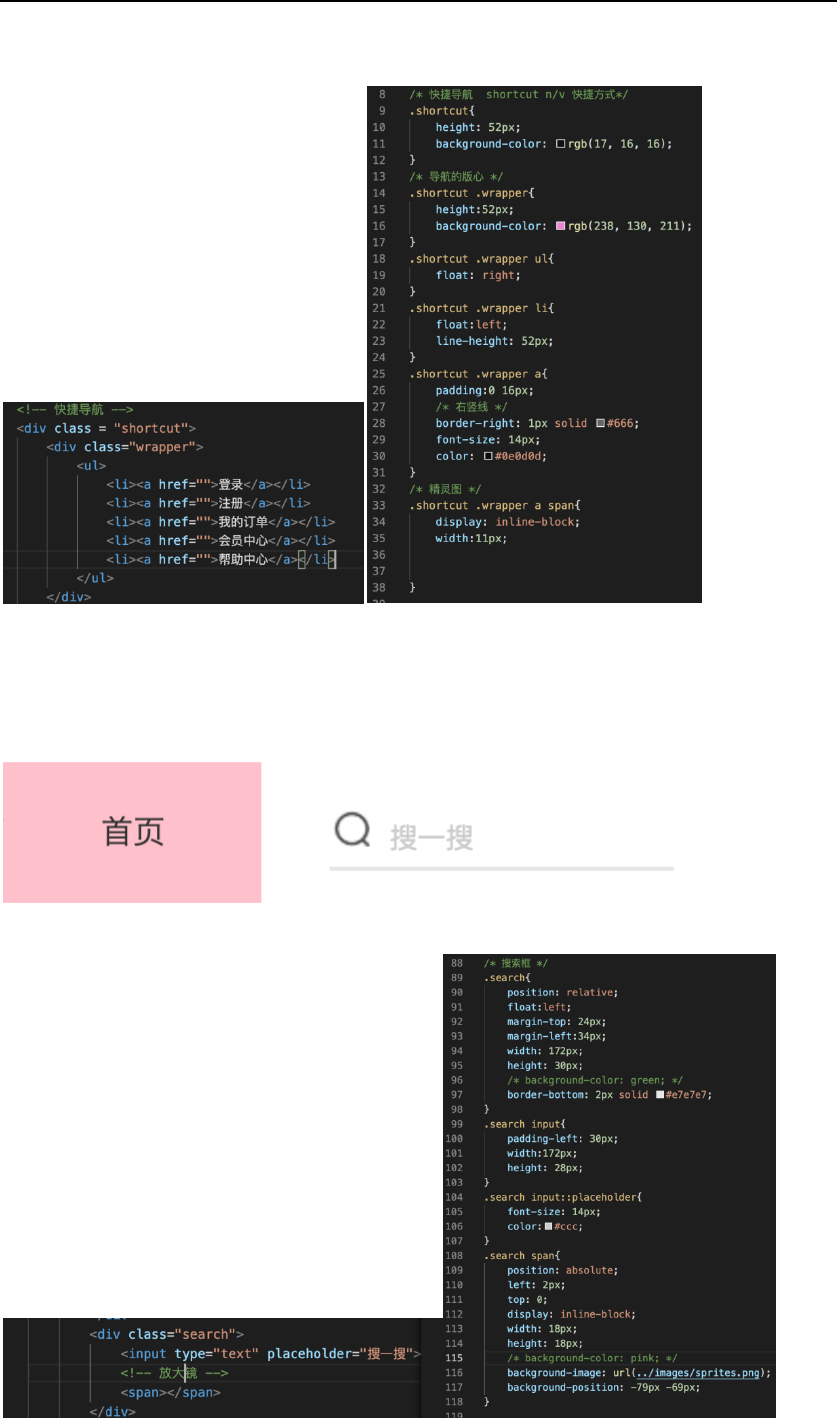 8 /* 快捷导航  shortcut n/v 快捷方式*/
9 .shortcut{
10 height: 52px;
11 background-color: rgb(17, 16, 16);
12 }
13 /* 导航的版心 */
14 .shortcut .wrapper{
15 height:52px;
16 background-color: rgb(238, 130, 211);
17 }
18 .shortcut .wrapper ul{
19 float: right;
20 }
21 .shortcut .wrapper li{
22 float:left;
23 line-height: 52px;
24 }
25 .shortcut .wrapper a{
26 padding:0 16px;
27 /* 右竖线 */
28 border-right: 1px solid #666;
29 font-size: 14px;
30 color: #0e0d0d;
31 }
32 /* 精灵图 */
33 .shortcut .wrapper a span{
34 display: inline-block;
35 width:11px;
36
37
38 }
<!-- 快捷导航 -->
<div class = "shortcut">
<div class="wrapper">
<ul>
<li><a href="">登录</a></li>
<li><a href="">注册</a></li>
<li><a href="">我的订单</a></li>
<li><a href="">会员中心</a></li>
<li><a href="">帮助中心</a></li>
</ul>
</div>
首页
搜一搜
88 /* 搜索框 */
89 .search{
90 position: relative;
91 float:left;
92 margin-top: 24px;
93 margin-left:34px;
94 width: 172px;
95 height: 30px;
96 /* background-color: green; */
97 border-bottom: 2px solid #e7e7e7;
98 }
99 .search input{
100 padding-left: 30px;
101 width:172px;
102 height: 28px;
103 }
104 .search input::placeholder{
105 font-size: 14px;
106 color:#ccc;
107 }
108 .search span{
109 position: absolute;
110 left: 2px;
111 top: 0;
112 display: inline-block;
113 width: 18px;
114 height: 18px;
115 /* background-color: pink; */
116 background-image: url(../images/sprites.png);
117 background-position: -79px -69px;
118 }
<div class="search">
<input type="text" placeholder="搜一搜">
<!-- 放大镜 -->
<span></span>
</div>